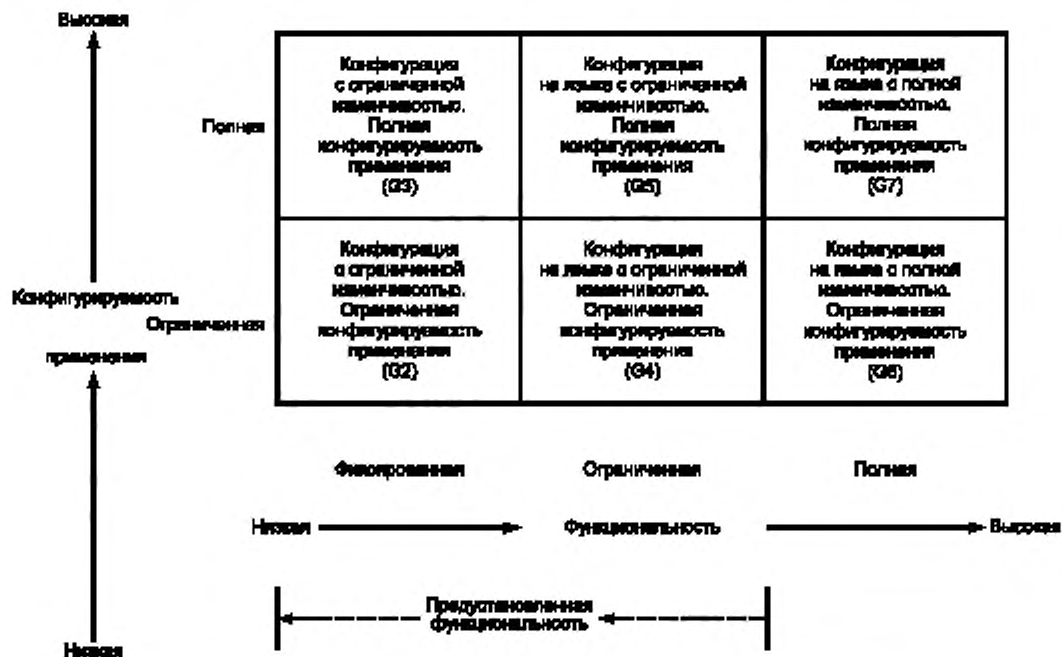 Высокая
Полная
Конфигурация
с ограниченной
изменчивостью.
Полная
конфигурируемость
применения
(G3)
Конфигурация
на языке с ограниченной
изменчивостью.
Полная
конфигурируемость
применения
(G5)
Конфигурация
на языке с полной
изменчивостью.
Полная
конфигурируемость
применения
(G7)
Конфигурируемость
применения
Ограниченная
Конфигурация
с ограниченной
изменчивостью.
Ограниченная
конфигурируемость
применения
(G2)
Конфигурация
на языке с ограниченной
изменчивостью.
Ограниченная
конфигурируемость
применения
(G4)
Конфигурация
на языке с полной
изменчивостью.
Ограниченная
конфигурируемость
применения
(G6)
Фиксированная
Ограниченная
Полная
Низкая
Функциональность
Высокая
Предустановленная
функциональность
Низкая